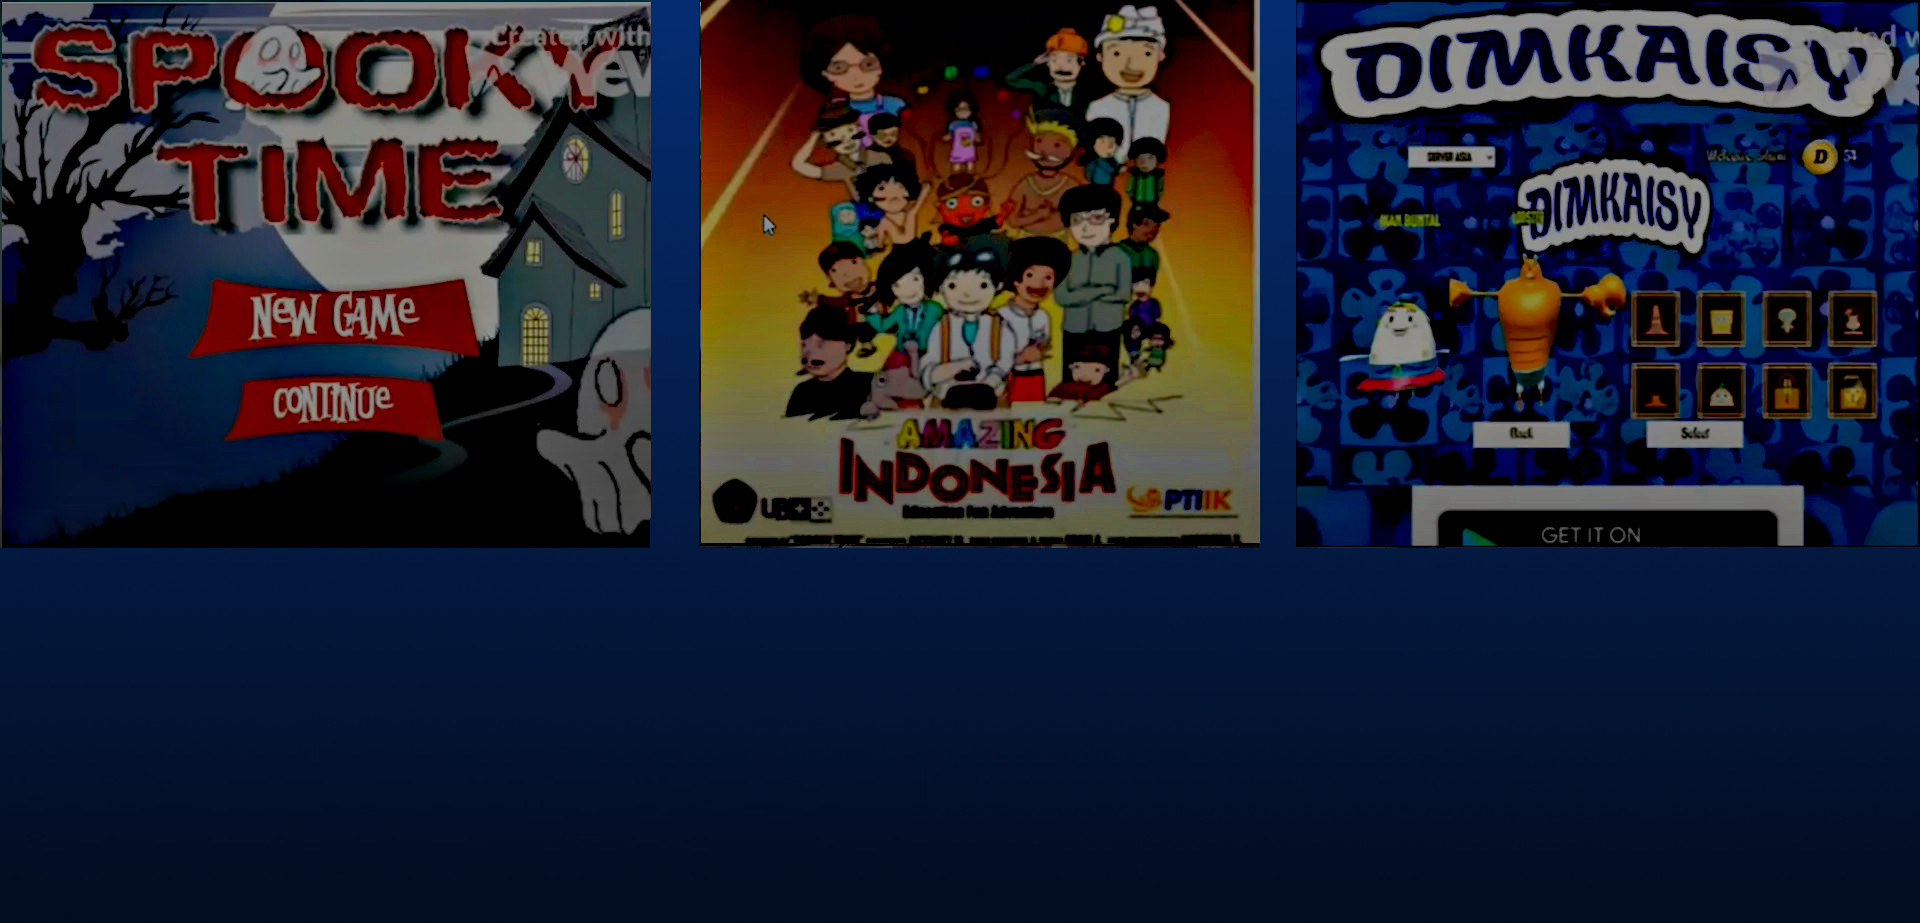 SPOOKY
Created with
TIME
NEW GAME
CONTINUE
AMAZING
INDONESIA
Education Fun Adventure
PTIIK
DIMKAISY
SERVER ASIA
Welcome
D
DIMKAISY
IKAN BUNTAL
Back
Select
GET IT ON